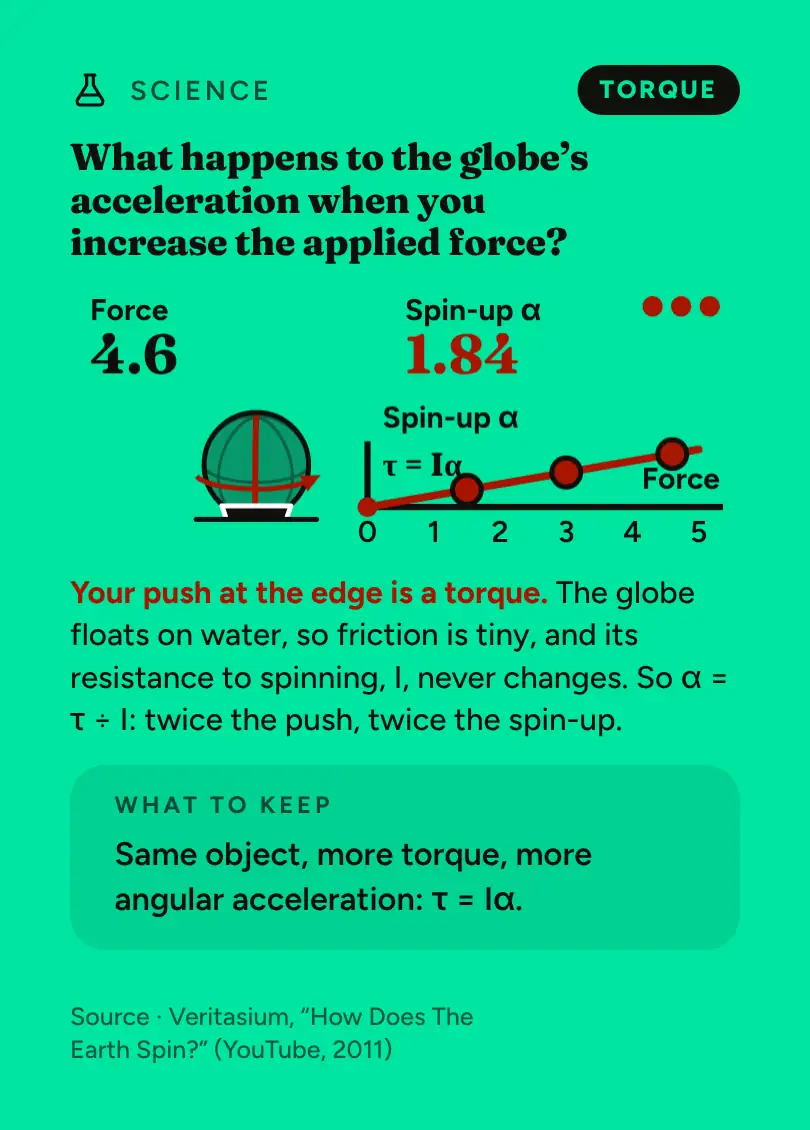 SCIENCE
TORQUE
What happens to the globe’s
acceleration when you
increase the applied force?
Force
4.6
Spin-up α
1.84
Spin-up α
τ = Iα
Force
0 1 2 3 4 5
Your push at the edge is a torque. The globe
floats on water, so friction is tiny, and its
resistance to spinning, I, never changes. So α =
τ ÷ I: twice the push, twice the spin-up.
WHAT TO KEEP
Same object, more torque, more
angular acceleration: τ = Iα.
Source · Veritasium, “How Does The
Earth Spin?” (YouTube, 2011)